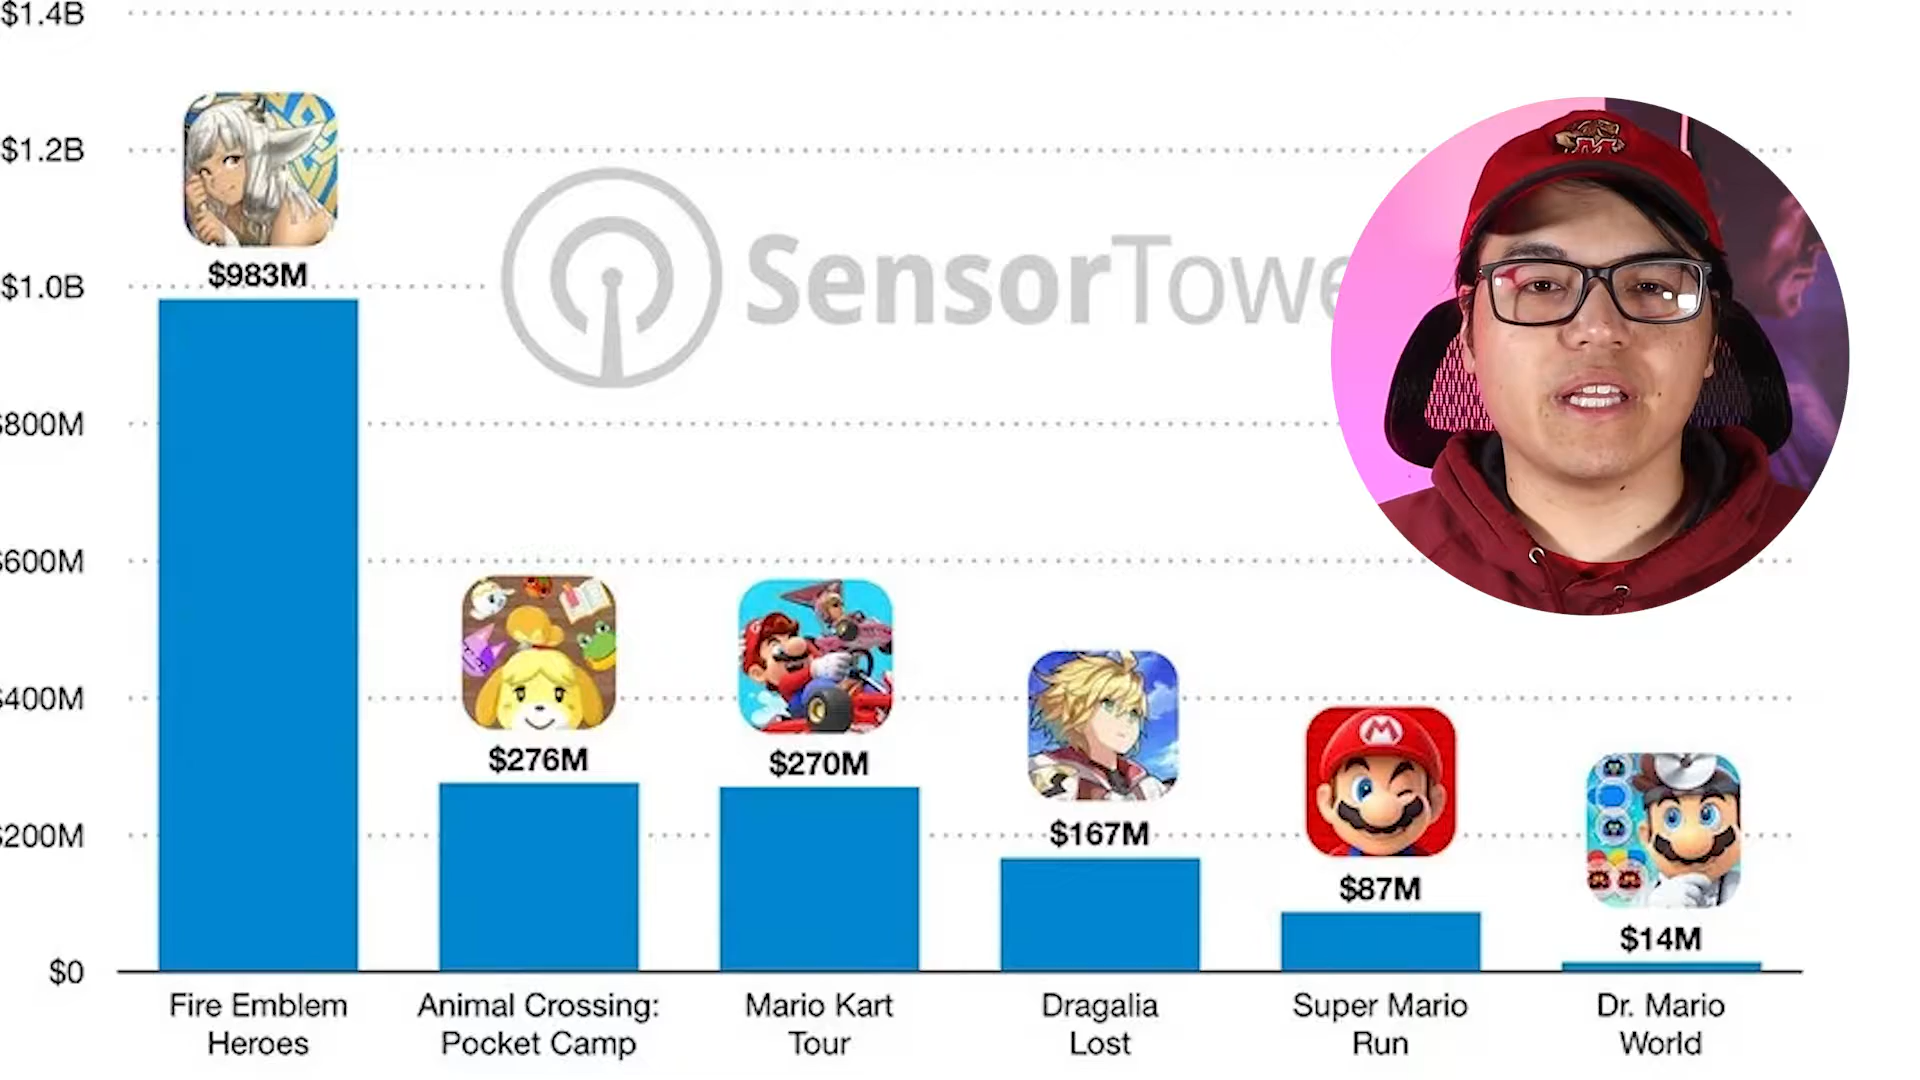 $1.4B
$1.2B
$1.0B
$800M
$600M
$400M
$200M
$0
SensorTowe
$983M
$276M
$270M
$167M
$87M
$14M
Fire Emblem
Heroes
Animal Crossing:
Pocket Camp
Mario Kart
Tour
Dragalia
Lost
Super Mario
Run
Dr. Mario
World